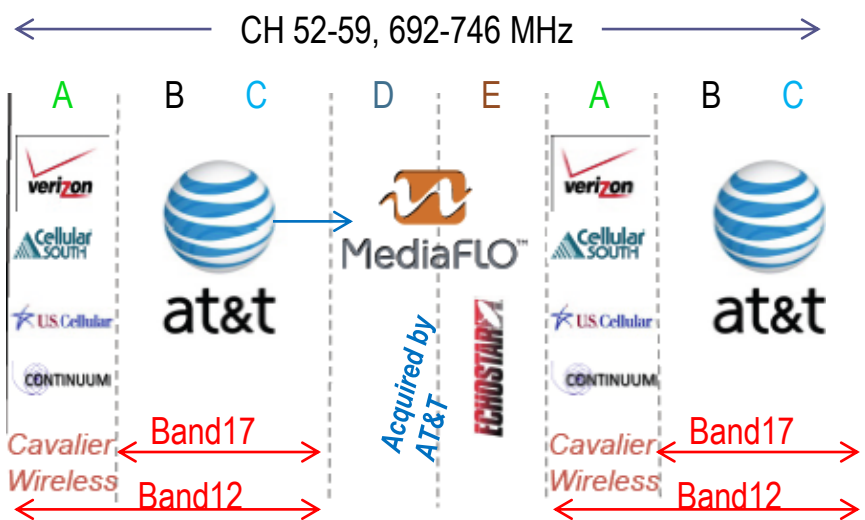 CH 52-59, 692-746 MHz
A B C D E A B C
verizon
Cellular
SOUTH
U.S. Cellular
CONTINUUM
Cavalier
Wireless
at&t
Band17
Band12
MediaFLO™
Acquired by
AT&T
ECHOSTAR
verizon
Cellular
SOUTH
U.S. Cellular
CONTINUUM
Cavalier
Wireless
at&t
Band17
Band12